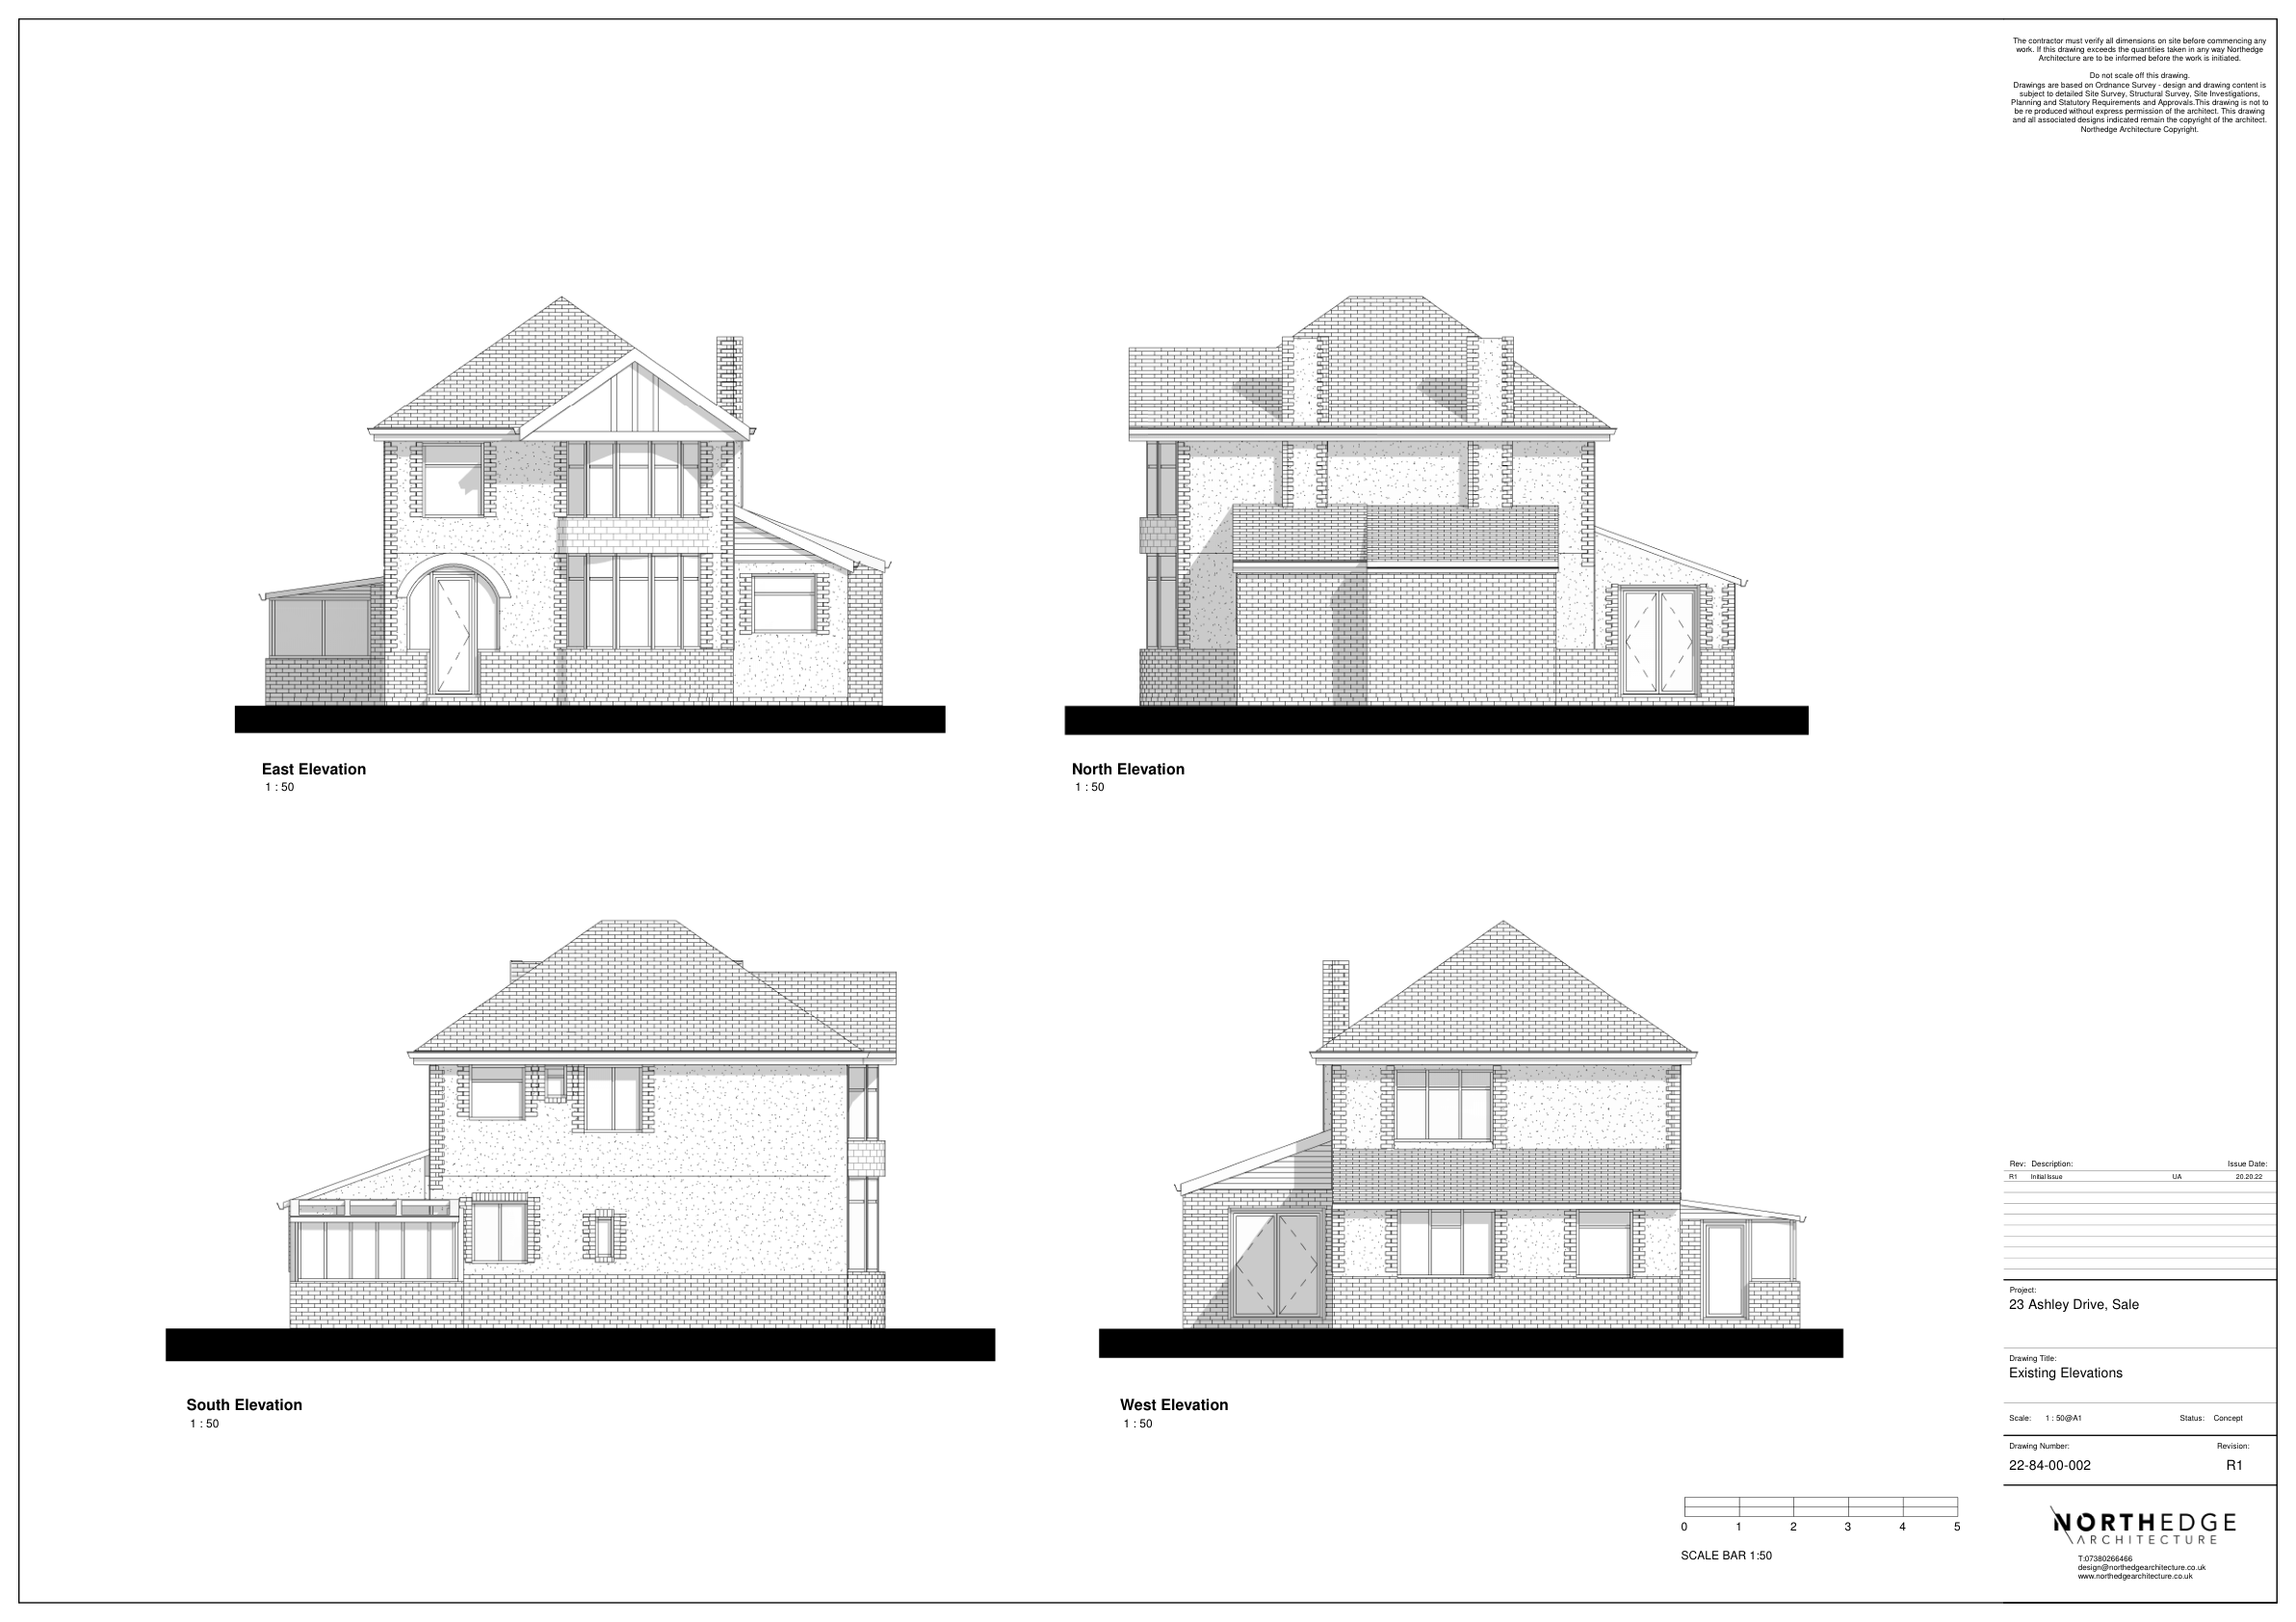 The contractor must verify all dimensions on site before commencing any
work. If this drawing exceeds the quantities taken in any way Northedge
Architecture are to be informed before the work is initiated.
Do not scale off this drawing.
Drawings are based on Ordnance Survey - design and drawing content is
subject to detailed Site Survey, Structural Survey, Site Investigations,
Planning and Statutory Requirements and Approvals.This drawing is not to
be re produced without express permission of the architect. This drawing
and all associated designs indicated remain the copyright of the architect.
Northedge Architecture Copyright.
East Elevation
1 : 50
North Elevation
1 : 50
South Elevation
1 : 50
West Elevation
1 : 50
0 1 2 3 4 5
SCALE BAR 1:50
Rev: Description: Issue Date:
R1 Initial Issue UA 20.20.22
Project:
23 Ashley Drive, Sale
Drawing Title:
Existing Elevations
Scale: 1 : 50@A1 Status: Concept
Drawing Number: Revision:
22-84-00-002 R1
NORTHEDGE
ARCHITECTURE
T:07380266466
design@northedgearchitecture.co.uk
www.northedgearchitecture.co.uk